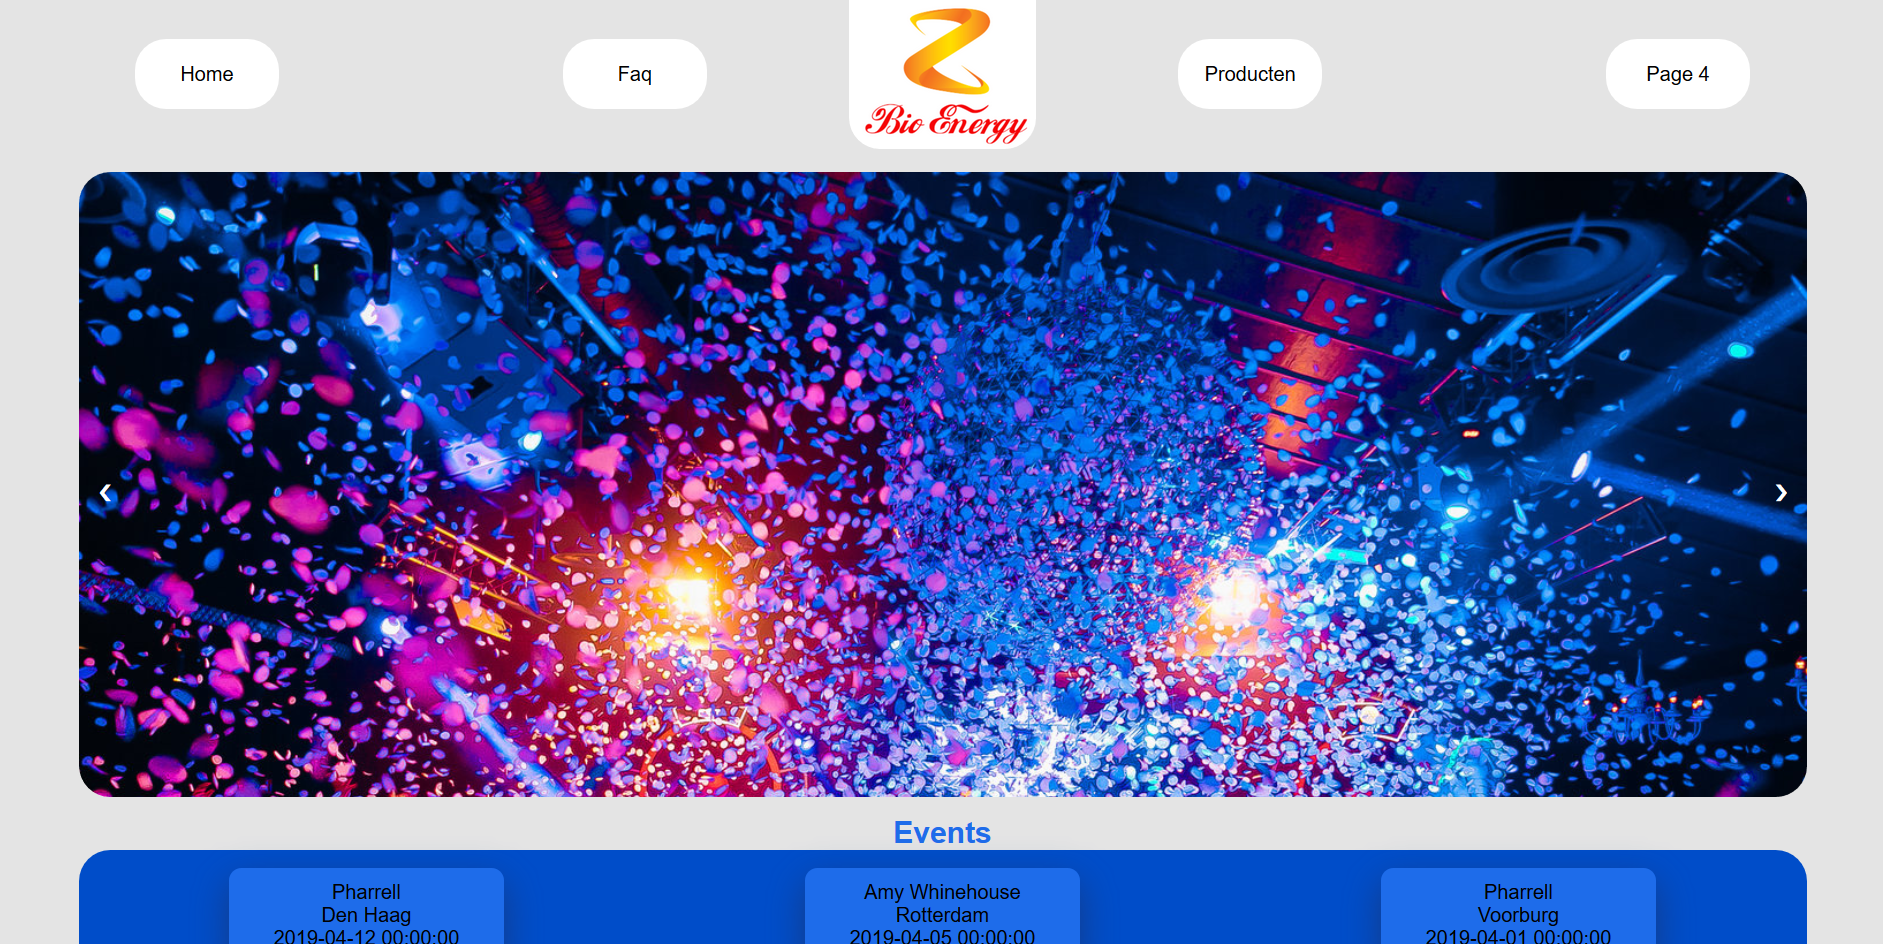 Home
Faq
Bio Energy
Producten
Page 4
‹
›
Events
Pharrell
Den Haag
2019-04-12 00:00:00
Amy Whinehouse
Rotterdam
2019-04-05 00:00:00
Pharrell
Voorburg
2019-04-01 00:00:00